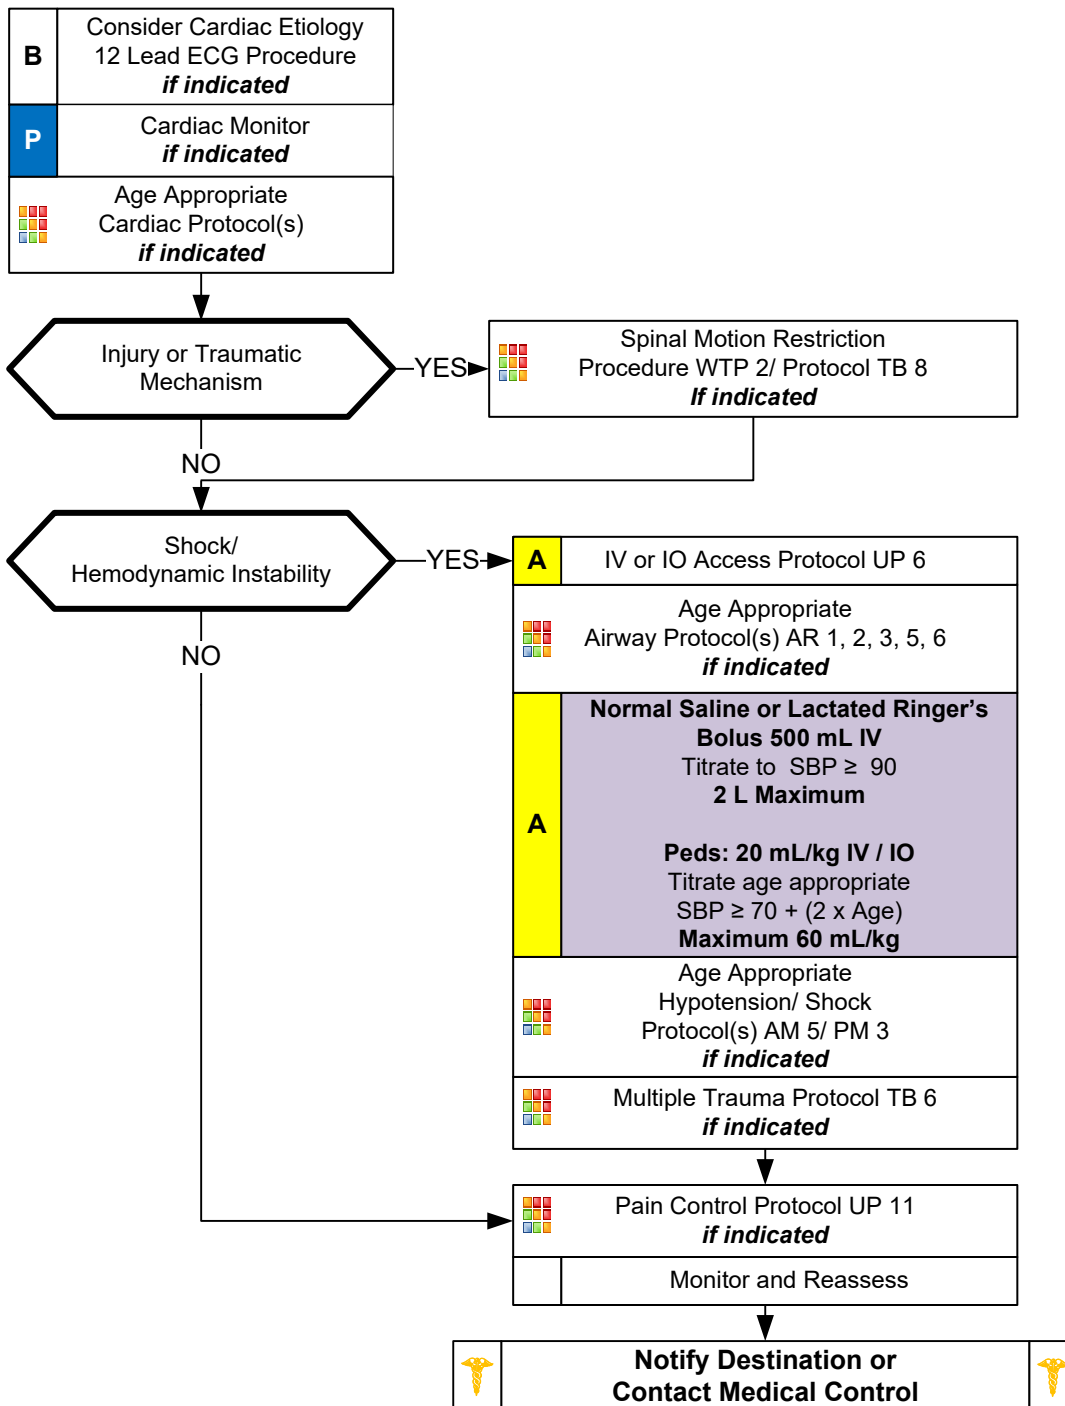 B
Consider Cardiac Etiology
12 Lead ECG Procedure
if indicated
P
Cardiac Monitor
if indicated
Age Appropriate
Cardiac Protocol(s)
if indicated
Injury or Traumatic
Mechanism
YES
Spinal Motion Restriction
Procedure WTP 2/ Protocol TB 8
If indicated
NO
Shock/
Hemodynamic Instability
YES
A
IV or IO Access Protocol UP 6
Age Appropriate
Airway Protocol(s) AR 1, 2, 3, 5, 6
if indicated
NO
A
Normal Saline or Lactated Ringer’s
Bolus 500 mL IV
Titrate to SBP ≥ 90
2 L Maximum
Peds: 20 mL/kg IV / IO
Titrate age appropriate
SBP ≥ 70 + (2 x Age)
Maximum 60 mL/kg
Age Appropriate
Hypotension/ Shock
Protocol(s) AM 5/ PM 3
if indicated
Multiple Trauma Protocol TB 6
if indicated
Pain Control Protocol UP 11
if indicated
Monitor and Reassess
Notify Destination or
Contact Medical Control